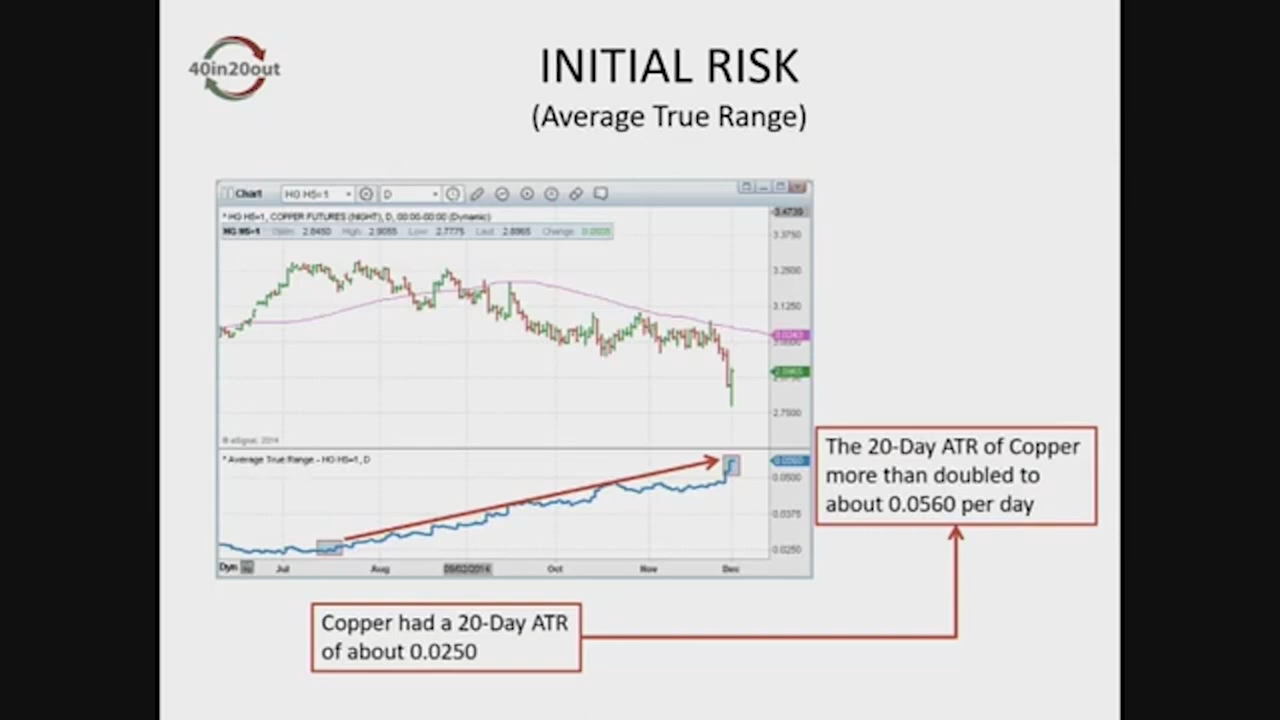 40in20out
INITIAL RISK
(Average True Range)
Chart
HG H5=1
D
* HG H5=1, COPPER FUTURES (NIGHT), D, 00:00-00:00 (Dynamic)
HG H5=1 Open: 2.8450 High: 2.9055 Low: 2.7775 Last: 2.8965 Change:
3.4739
3.3750
3.2500
3.1250
3.0000
2.7500
© eSignal, 2014
* Average True Range - HG H5=1, D
0.0560
0.0500
0.0375
0.0250
Dyn
Jul
Aug
09/02/2014
Oct
Nov
Dec
The 20-Day ATR of Copper
more than doubled to
about 0.0560 per day
Copper had a 20-Day ATR
of about 0.0250